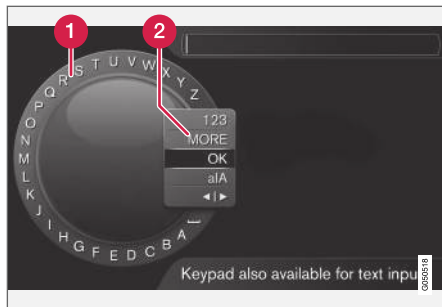 1
2
A B C D E F G H I J K L M N O P Q R S T U V W X Y Z
123
MORE
OK
a|A
◄|►
Keypad also available for text inpu
G050518